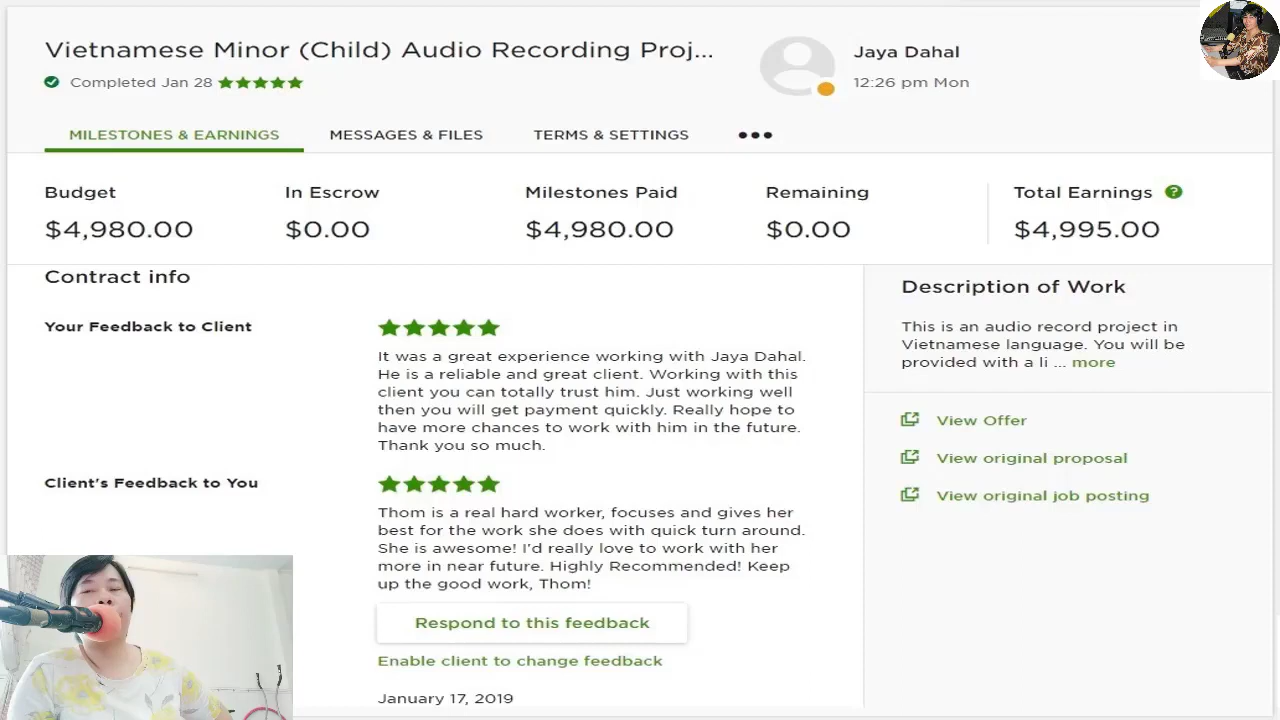 Vietnamese Minor (Child) Audio Recording Proj...
Completed Jan 28
Jaya Dahal
12:26 pm Mon
MILESTONES & EARNINGS
MESSAGES & FILES
TERMS & SETTINGS
Budget
$4,980.00
In Escrow
$0.00
Milestones Paid
$4,980.00
Remaining
$0.00
Total Earnings ?
$4,995.00
Contract info
Your Feedback to Client
It was a great experience working with Jaya Dahal.
He is a reliable and great client. Working with this
client you can totally trust him. Just working well
then you will get payment quickly. Really hope to
have more chances to work with him in the future.
Thank you so much.
Client's Feedback to You
Thom is a real hard worker, focuses and gives her
best for the work she does with quick turn around.
She is awesome! I'd really love to work with her
more in near future. Highly Recommended! Keep
up the good work, Thom!
Respond to this feedback
Enable client to change feedback
January 17, 2019
Description of Work
This is an audio record project in
Vietnamese language. You will be
provided with a li ... more
View Offer
View original proposal
View original job posting